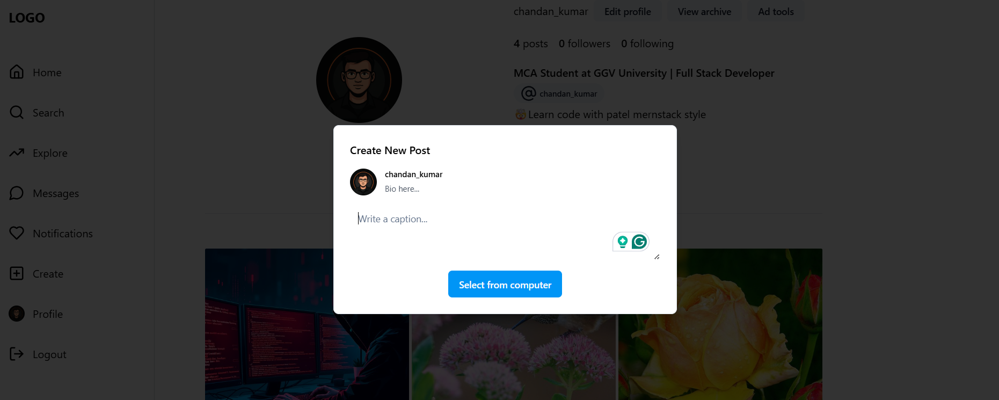 LOGO
Home
Search
Explore
Messages
Notifications
Create
Profile
Logout
chandan_kumar Edit profile View archive Ad tools
4 posts 0 followers 0 following
MCA Student at GGV University | Full Stack Developer
chandan_kumar
🤯Learn code with patel mernstack style
Create New Post
chandan_kumar
Bio here...
Write a caption...
Select from computer